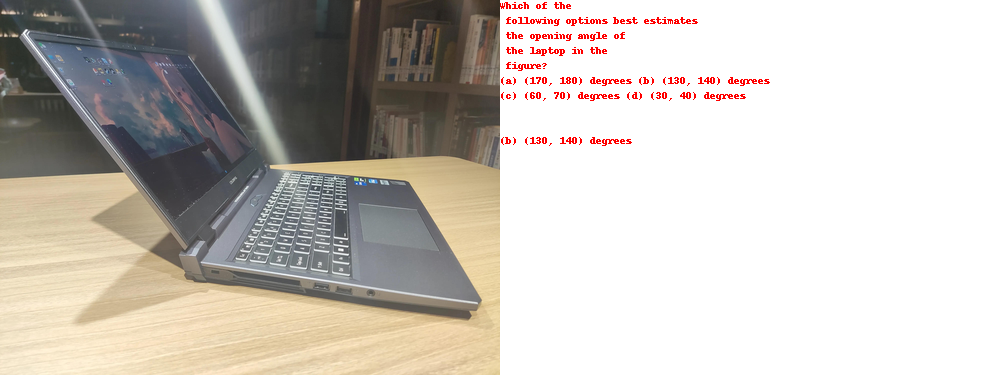 Which of the
following options best estimates
the opening angle of
the laptop in the
figure?
(a) (170, 180) degrees (b) (130, 140) degrees
(c) (60, 70) degrees (d) (30, 40) degrees
(b) (130, 140) degrees